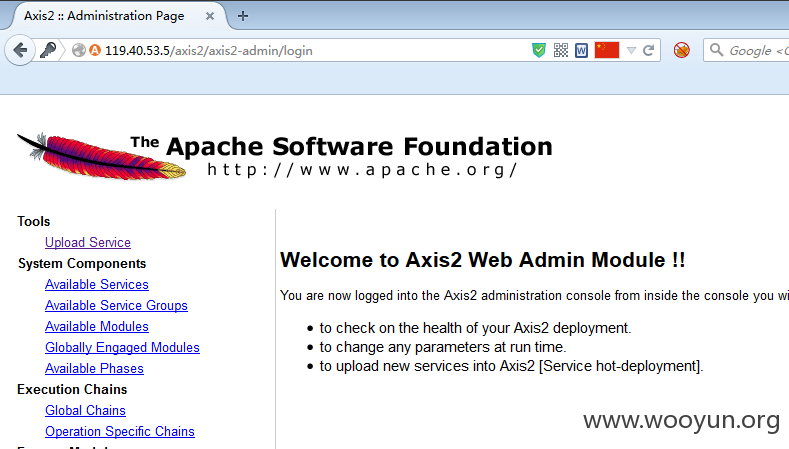 Axis2 :: Administration Page
119.40.53.5/axis2/axis2-admin/login
Google <C
The Apache Software Foundation
http://www.apache.org/
Tools
Upload Service
System Components
Available Services
Available Service Groups
Available Modules
Globally Engaged Modules
Available Phases
Execution Chains
Global Chains
Operation Specific Chains
Welcome to Axis2 Web Admin Module !!
You are now logged into the Axis2 administration console from inside the console you wi
to check on the health of your Axis2 deployment.
to change any parameters at run time.
to upload new services into Axis2 [Service hot-deployment].
www.wooyun.org